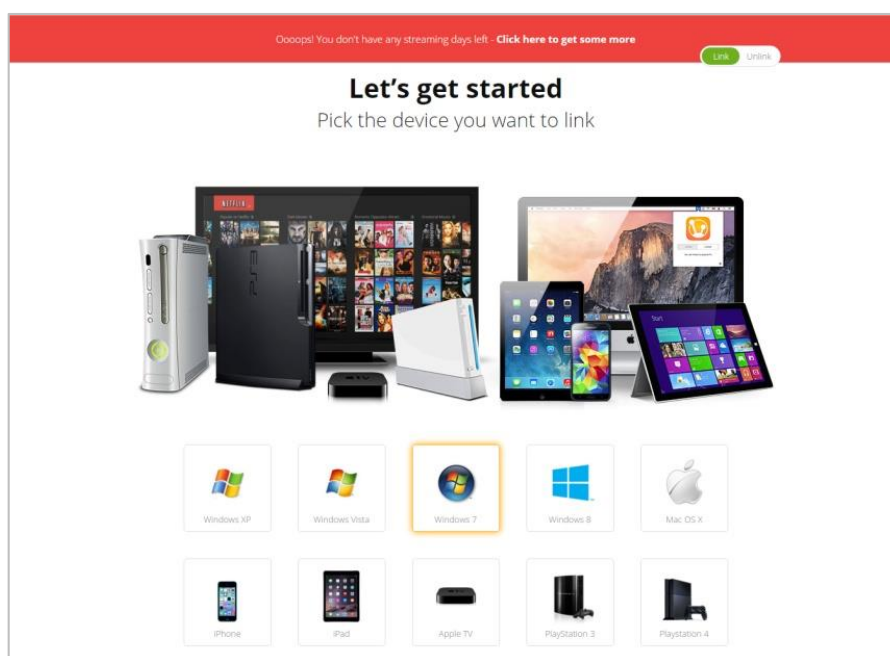 Oooops! You don't have any streaming days left - Click here to get some more
Link Unlink
Let's get started
Pick the device you want to link
NETFLIX
PS3
Start
Windows XP
Windows Vista
Windows 7
Windows 8
Mac OS X
iPhone
iPad
Apple TV
PlayStation 3
Playstation 4